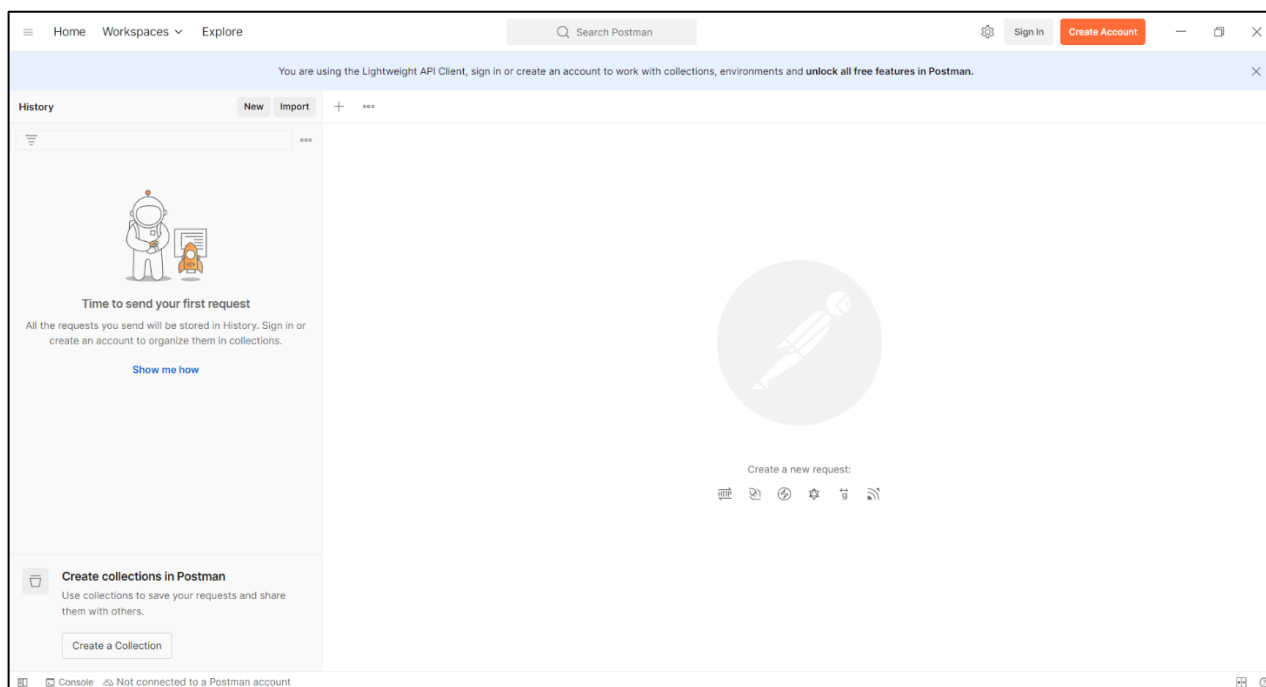 Home Workspaces Explore
Search Postman
Sign In Create Account
You are using the Lightweight API Client, sign in or create an account to work with collections, environments and unlock all free features in Postman.
History New Import
Time to send your first request
All the requests you send will be stored in History. Sign in or
create an account to organize them in collections.
Show me how
Create a new request:
HTTP
g
Create collections in Postman
Use collections to save your requests and share
them with others.
Create a Collection
Console Not connected to a Postman account